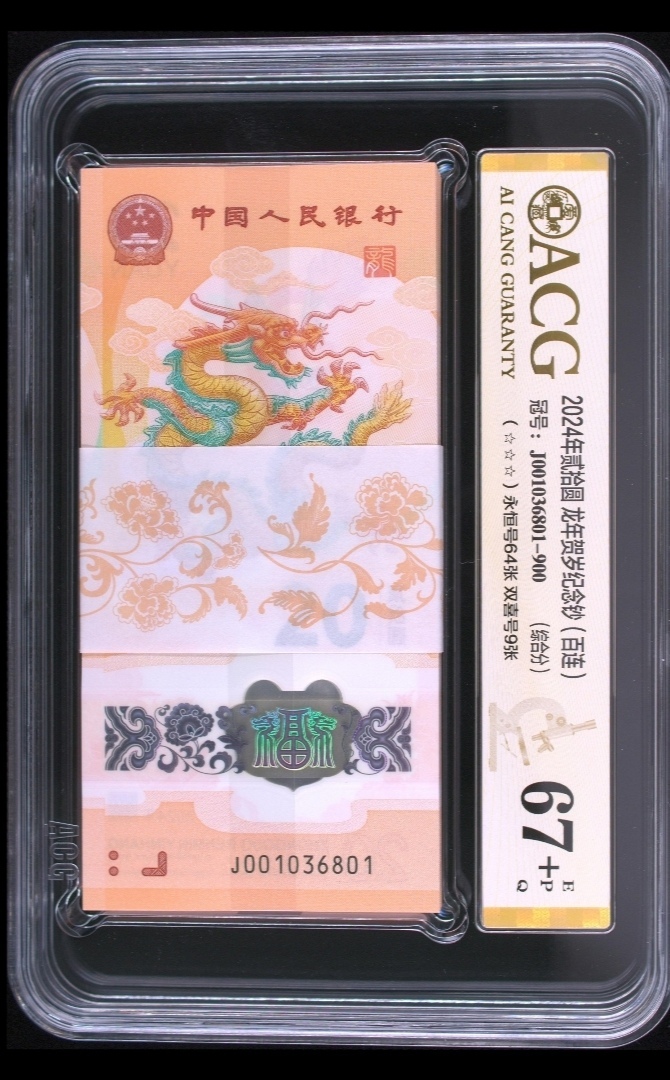 中国人民银行
龍
20
J001036801
ACG
ACG
AI CANG GUARANTY
2024年贰拾圆 龙年贺岁纪念钞（百连）
冠号：J001036801-900 （综合分）
（☆☆☆）永恒号64张 双喜号9张
67+
E
P
Q